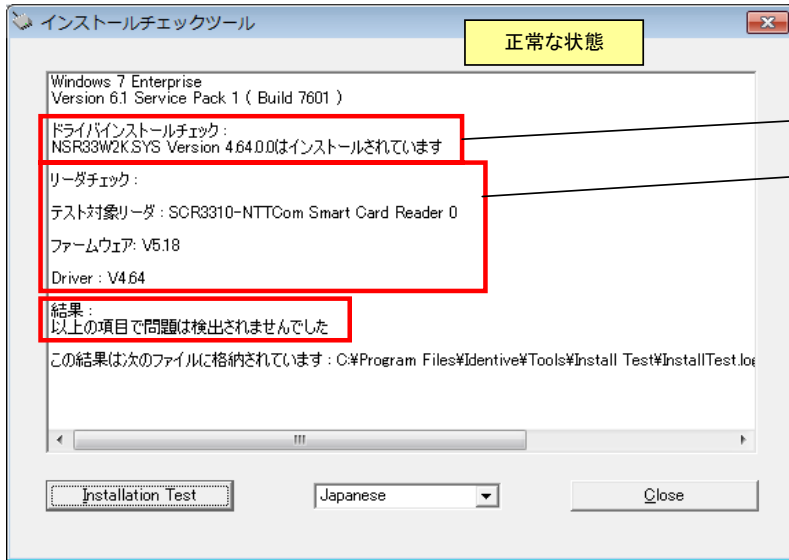 インストールチェックツール
正常な状態
Windows 7 Enterprise
Version 6.1 Service Pack 1 ( Build 7601 )
ドライバインストールチェック :
NSR33W2K.SYS Version 4.64.0.0はインストールされています
リーダチェック :
テスト対象リーダ : SCR3310-NTTCom Smart Card Reader 0
ファームウェア: V5.18
Driver : V4.64
結果 :
以上の項目で問題は検出されませんでした
この結果は次のファイルに格納されています : C:¥Program Files¥Identive¥Tools¥Install Test¥InstallTest.log
Installation Test
Japanese
Close